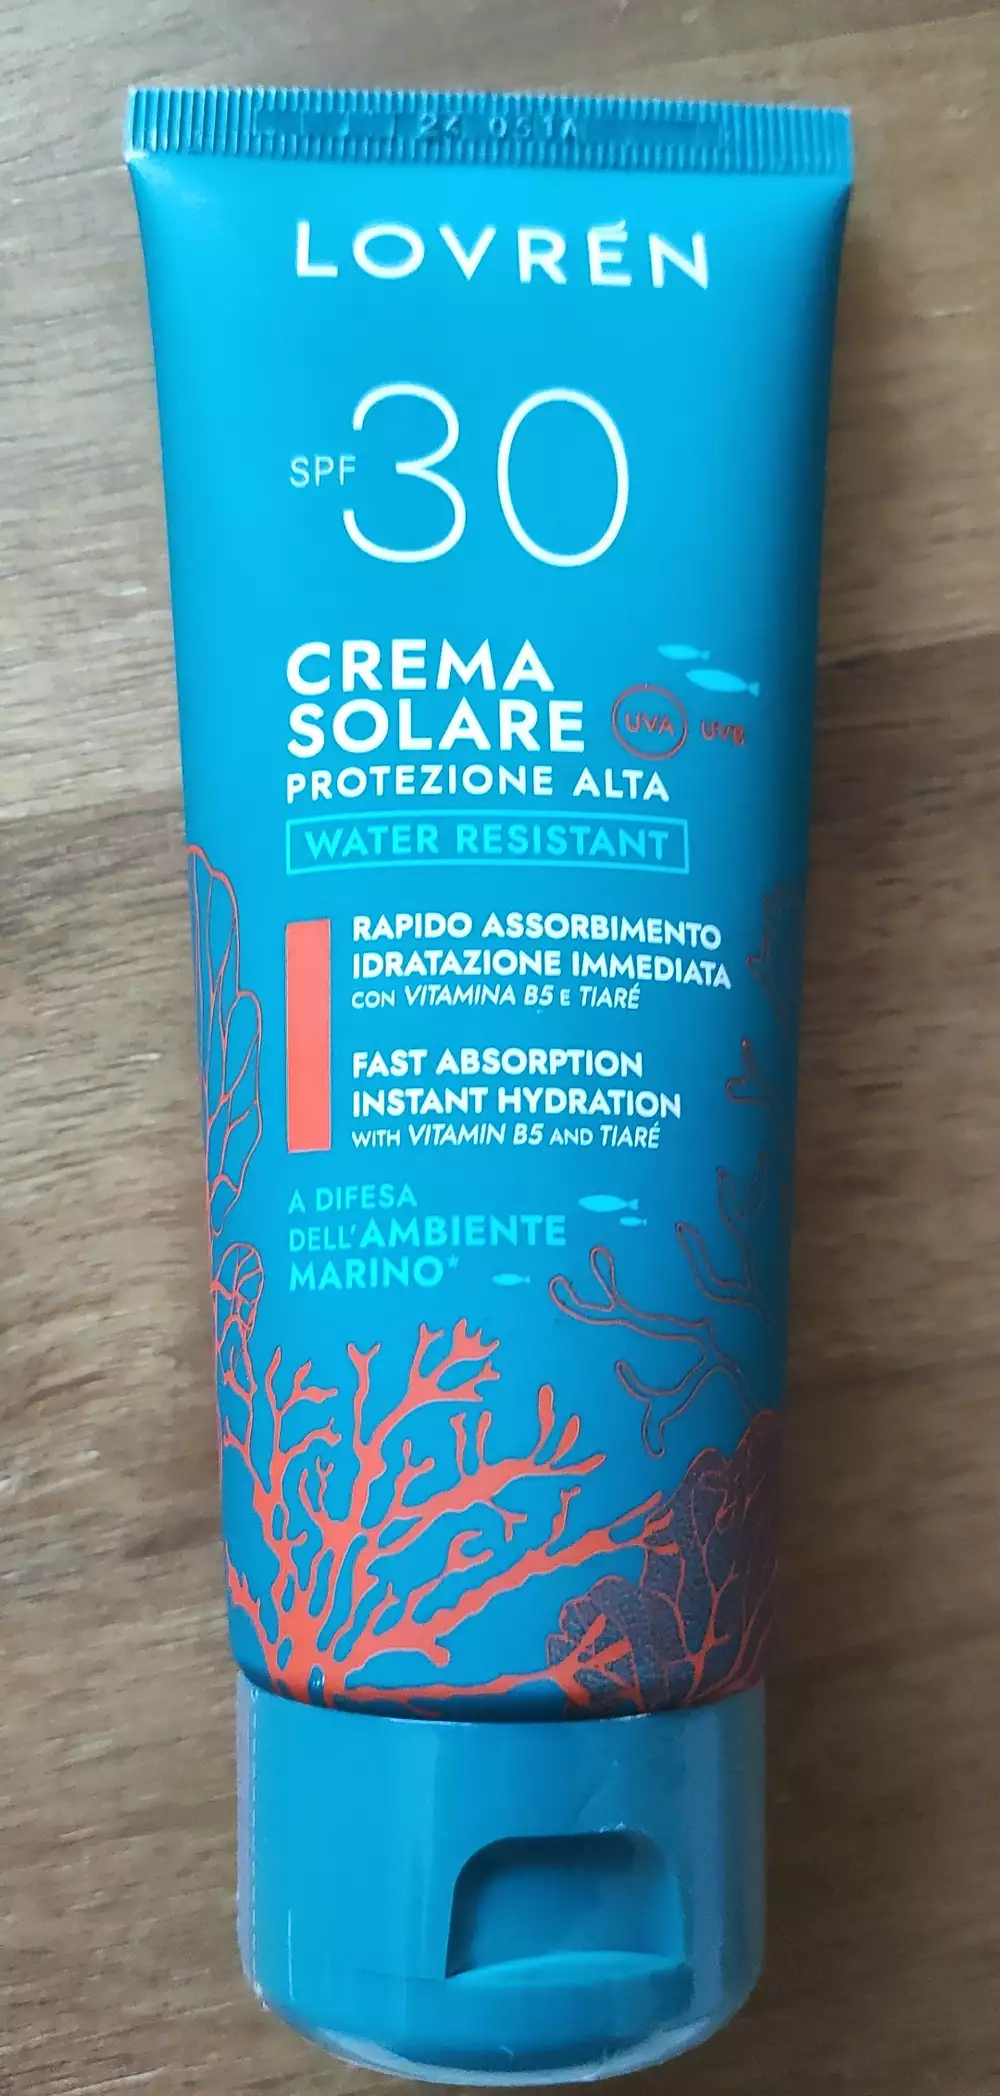 LOVRÉN
SPF 30
CREMA
SOLARE
UVA UVB
PROTEZIONE ALTA
WATER RESISTANT
RAPIDO ASSORBIMENTO
IDRATAZIONE IMMEDIATA
CON VITAMINA B5 E TIARÉ
FAST ABSORPTION
INSTANT HYDRATION
WITH VITAMIN B5 AND TIARÉ
A DIFESA
DELL'AMBIENTE
MARINO*